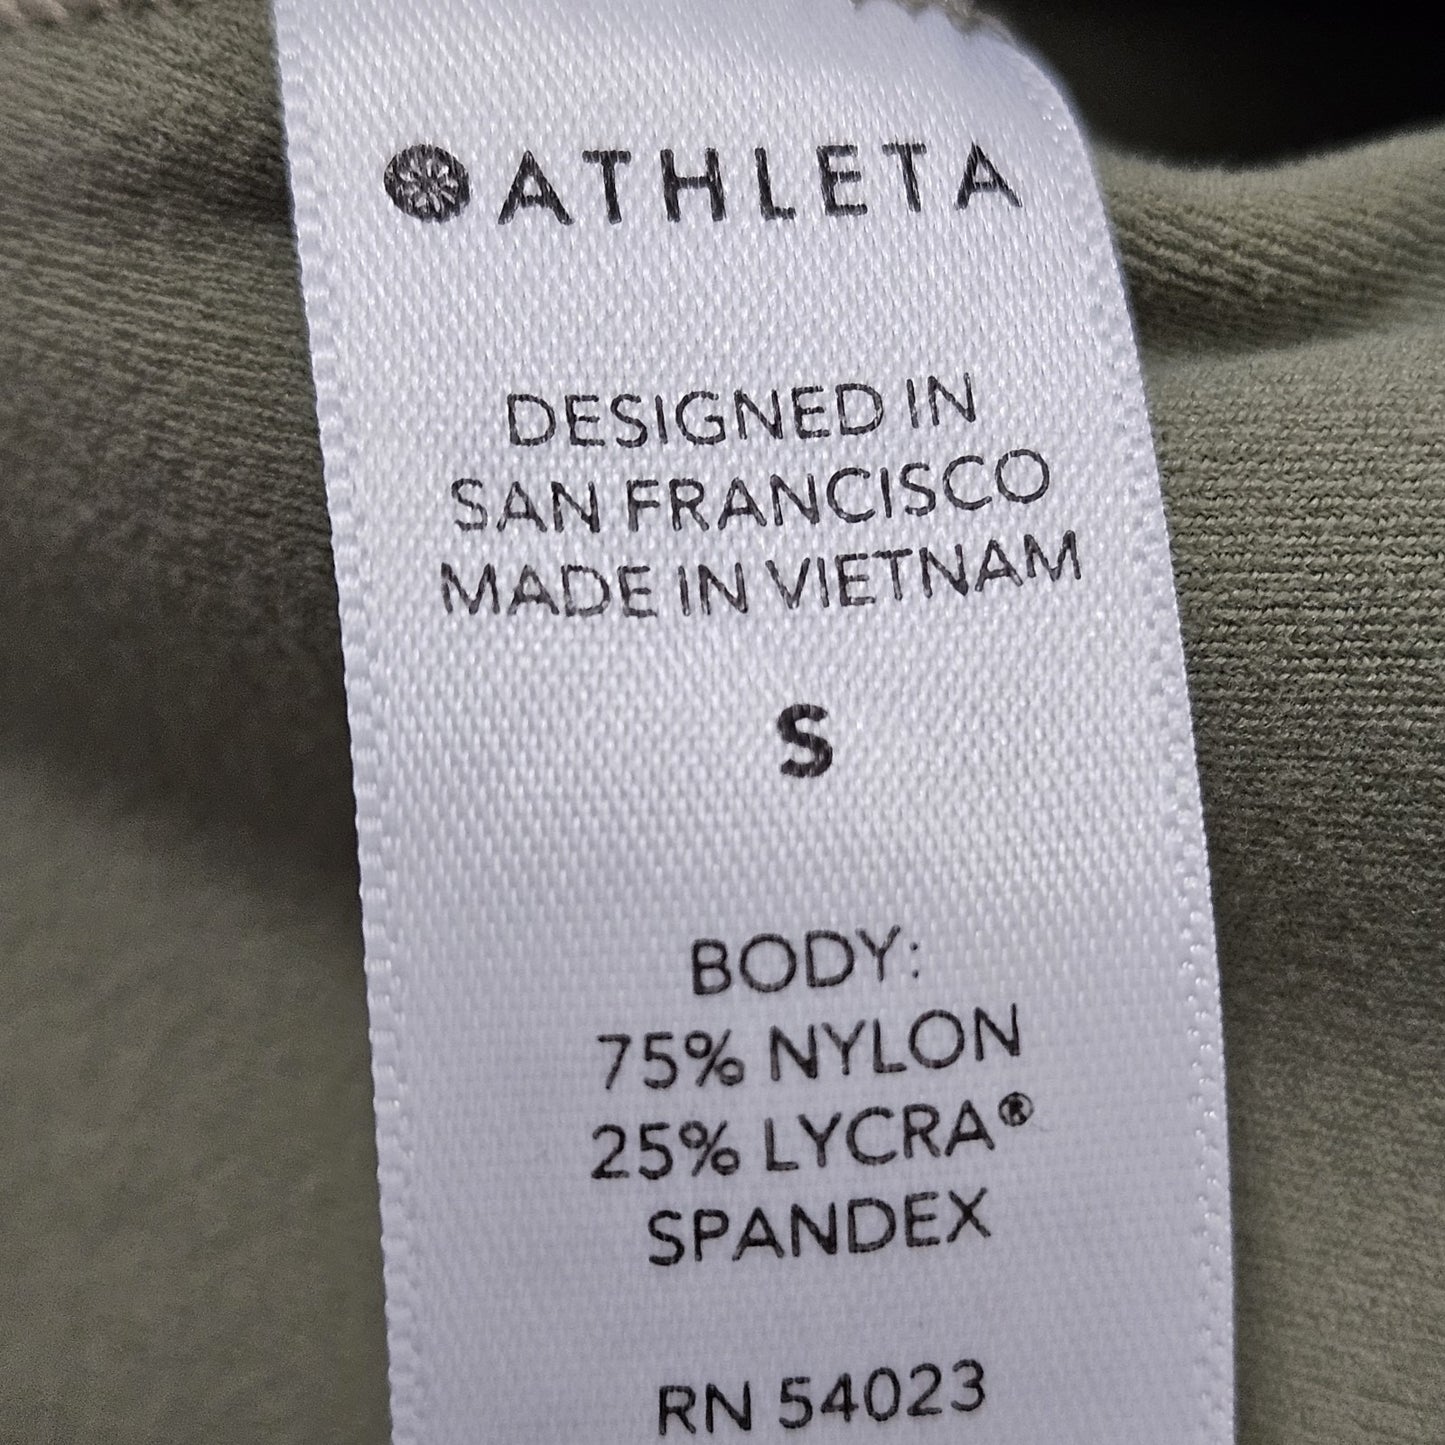 ATHLETA
DESIGNED IN
SAN FRANCISCO
MADE IN VIETNAM
S
BODY:
75% NYLON
25% LYCRA®
SPANDEX
RN 54023